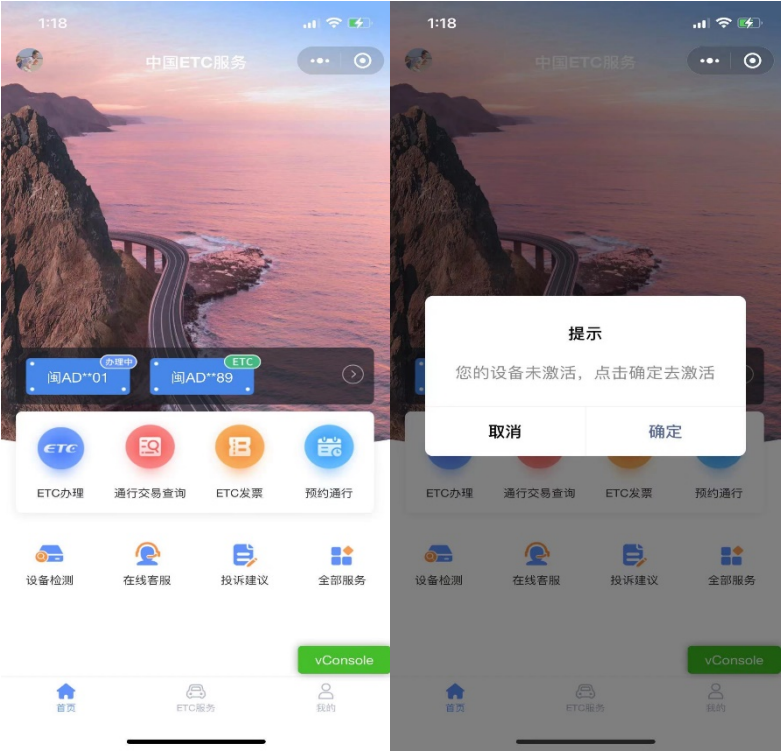 1:18
中国ETC服务
办理中
ETC
闽AD**01
闽AD**89
ETC
ETC办理
通行交易查询
ETC发票
预约通行
设备检测
在线客服
投诉建议
全部服务
vConsole
首页
ETC服务
我的
1:18
中国ETC服务
提示
您的设备未激活，点击确定去激活
取消
确定
ETC办理
通行交易查询
ETC发票
预约通行
设备检测
在线客服
投诉建议
全部服务
vConsole
首页
ETC服务
我的